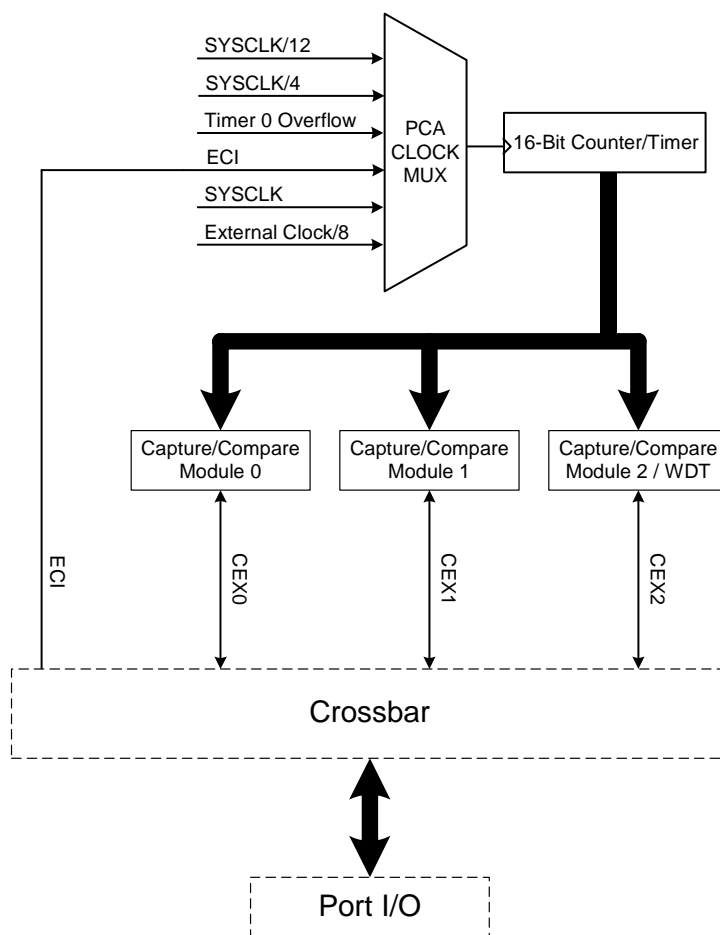 SYSCLK/12
SYSCLK/4
Timer 0 Overflow
ECI
SYSCLK
External Clock/8
PCA
CLOCK
MUX
16-Bit Counter/Timer
Capture/Compare
Module 0
Capture/Compare
Module 1
Capture/Compare
Module 2 / WDT
ECI
CEX0
CEX1
CEX2
Crossbar
Port I/O